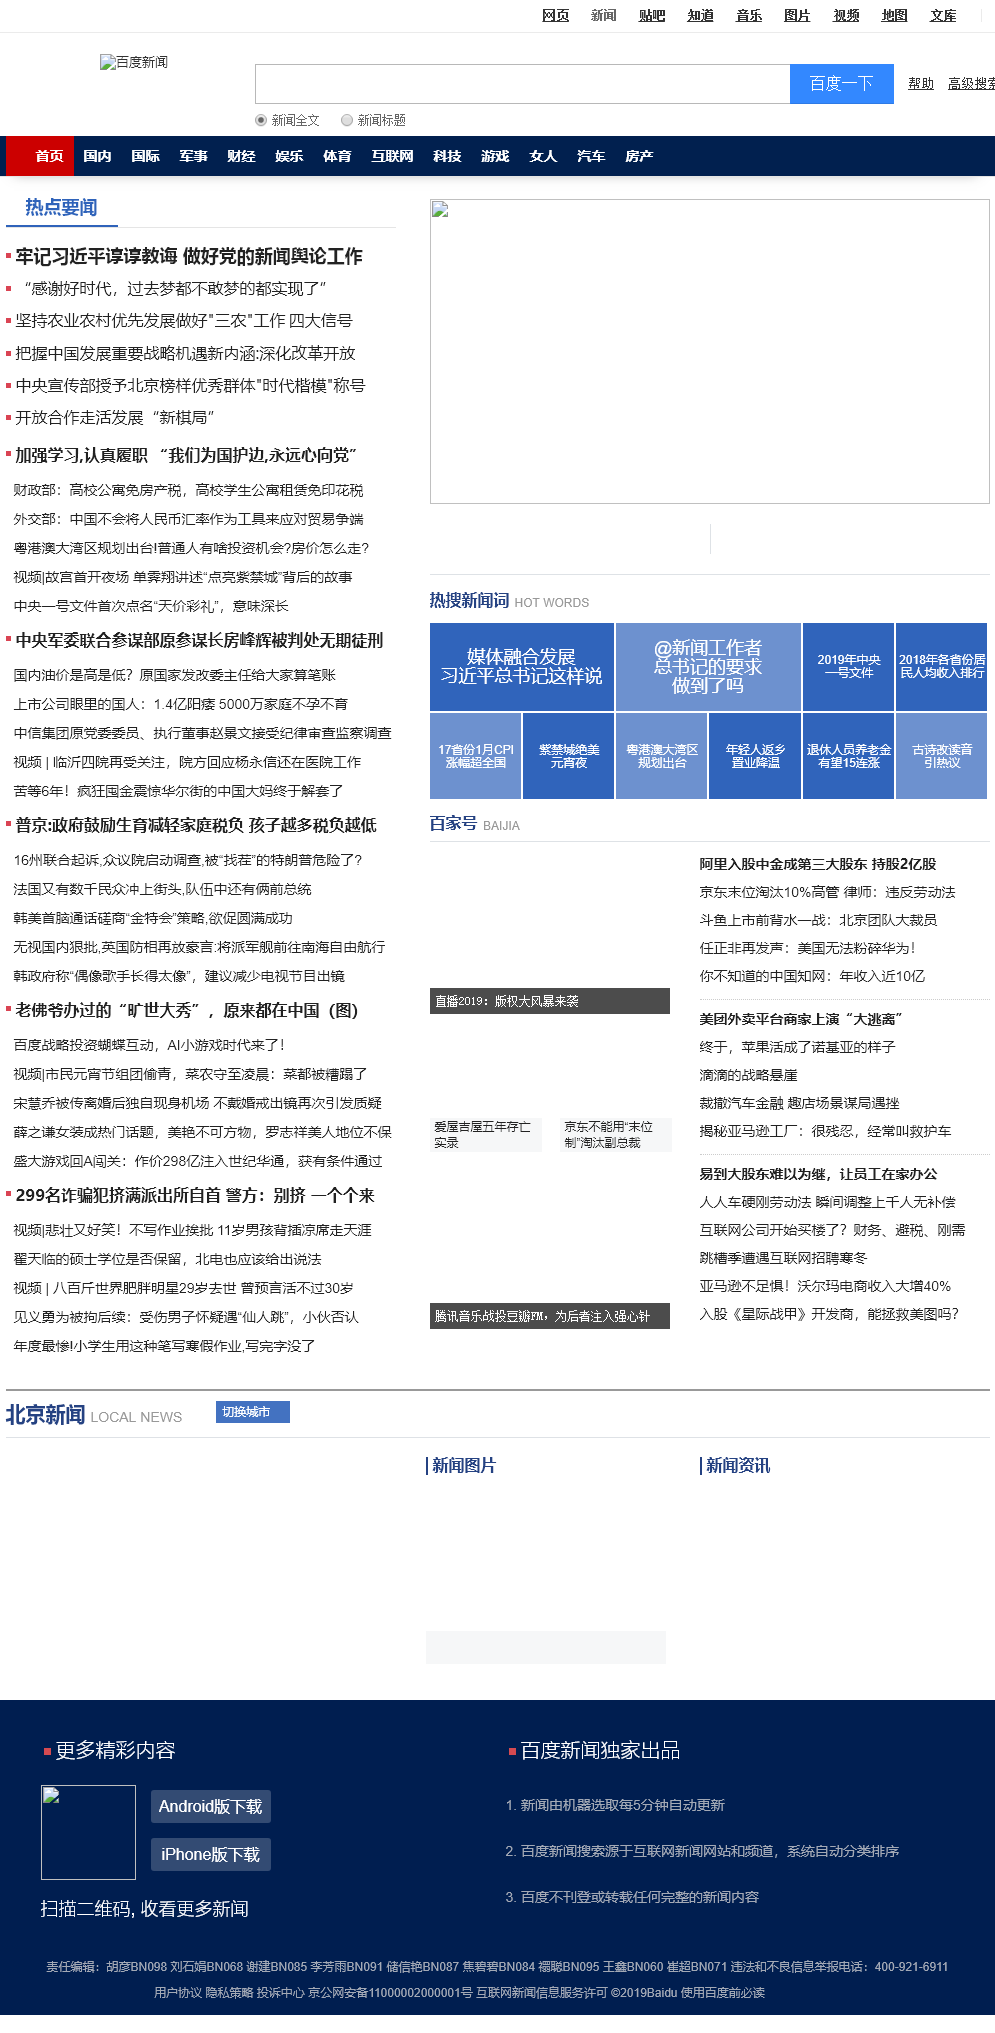 网页 新闻 贴吧 知道 音乐 图片 视频 地图 文库
百度新闻
百度一下 帮助 高级搜索
新闻全文 新闻标题
首页 国内 国际 军事 财经 娱乐 体育 互联网 科技 游戏 女人 汽车 房产
热点要闻
牢记习近平谆谆教诲 做好党的新闻舆论工作
“感谢好时代，过去梦都不敢梦的都实现了”
坚持农业农村优先发展做好"三农"工作 四大信号
把握中国发展重要战略机遇新内涵:深化改革开放
中央宣传部授予北京榜样优秀群体"时代楷模"称号
开放合作走活发展“新棋局”
加强学习,认真履职 “我们为国护边,永远心向党”
财政部：高校公寓免房产税，高校学生公寓租赁免印花税
外交部：中国不会将人民币汇率作为工具来应对贸易争端
粤港澳大湾区规划出台!普通人有啥投资机会?房价怎么走?
视频|故宫首开夜场 单霁翔讲述“点亮紫禁城”背后的故事
中央一号文件首次点名“天价彩礼”，意味深长
中央军委联合参谋部原参谋长房峰辉被判处无期徒刑
国内油价是高是低？原国家发改委主任给大家算笔账
上市公司眼里的国人：1.4亿阳痿 5000万家庭不孕不育
中信集团原党委委员、执行董事赵景文接受纪律审查监察调查
视频 | 临沂四院再受关注，院方回应杨永信还在医院工作
苦等6年！疯狂囤金震惊华尔街的中国大妈终于解套了
普京:政府鼓励生育减轻家庭税负 孩子越多税负越低
16州联合起诉,众议院启动调查,被“找茬”的特朗普危险了?
法国又有数千民众冲上街头,队伍中还有俩前总统
韩美首脑通话磋商“金特会”策略,欲促圆满成功
无视国内狠批,英国防相再放豪言:将派军舰前往南海自由航行
韩政府称“偶像歌手长得太像”，建议减少电视节目出镜
老佛爷办过的“旷世大秀”，原来都在中国（图）
百度战略投资蝴蝶互动，AI小游戏时代来了！
视频|市民元宵节组团偷青，菜农守至凌晨：菜都被糟蹋了
宋慧乔被传离婚后独自现身机场 不戴婚戒出镜再次引发质疑
薛之谦女装成热门话题，美艳不可方物，罗志祥美人地位不保
盛大游戏回A闯关：作价298亿注入世纪华通，获有条件通过
299名诈骗犯挤满派出所自首 警方：别挤 一个个来
视频|悲壮又好笑！不写作业挨批 11岁男孩背插凉席走天涯
翟天临的硕士学位是否保留，北电也应该给出说法
视频 | 八百斤世界肥胖明星29岁去世 曾预言活不过30岁
见义勇为被拘后续：受伤男子怀疑遇“仙人跳”，小伙否认
年度最惨!小学生用这种笔写寒假作业,写完字没了
热搜新闻词 HOT WORDS
媒体融合发展
习近平总书记这样说
@新闻工作者
总书记的要求
做到了吗
2019年中央
一号文件
2018年各省份居
民人均收入排行
17省份1月CPI
涨幅超全国
紫禁城绝美
元宵夜
粤港澳大湾区
规划出台
年轻人返乡
置业降温
退休人员养老金
有望15连涨
古诗改读音
引热议
百家号 BAIJIA
直播2019：版权大风暴来袭
爱屋吉屋五年存亡
实录
京东不能用“末位
制”淘汰副总裁
腾讯音乐战投豆瓣FM，为后者注入强心针
阿里入股中金成第三大股东 持股2亿股
京东末位淘汰10%高管 律师：违反劳动法
斗鱼上市前背水一战：北京团队大裁员
任正非再发声：美国无法粉碎华为！
你不知道的中国知网：年收入近10亿
美团外卖平台商家上演“大逃离”
终于，苹果活成了诺基亚的样子
滴滴的战略悬崖
裁撤汽车金融 趣店场景谋局遇挫
揭秘亚马逊工厂：很残忍，经常叫救护车
易到大股东难以为继，让员工在家办公
人人车硬刚劳动法 瞬间调整上千人无补偿
互联网公司开始买楼了？财务、避税、刚需
跳槽季遭遇互联网招聘寒冬
亚马逊不足惧！沃尔玛电商收入大增40%
入股《星际战甲》开发商，能拯救美图吗?
北京新闻 LOCAL NEWS 切换城市
新闻图片
新闻资讯
更多精彩内容
Android版下载
iPhone版下载
扫描二维码, 收看更多新闻
百度新闻独家出品
1. 新闻由机器选取每5分钟自动更新
2. 百度新闻搜索源于互联网新闻网站和频道，系统自动分类排序
3. 百度不刊登或转载任何完整的新闻内容
责任编辑：胡彦BN098 刘石娟BN068 谢建BN085 李芳雨BN091 储信艳BN087 焦碧碧BN084 禤聪BN095 王鑫BN060 崔超BN071 违法和不良信息举报电话：400-921-6911
用户协议 隐私策略 投诉中心 京公网安备11000002000001号 互联网新闻信息服务许可 ©2019Baidu 使用百度前必读